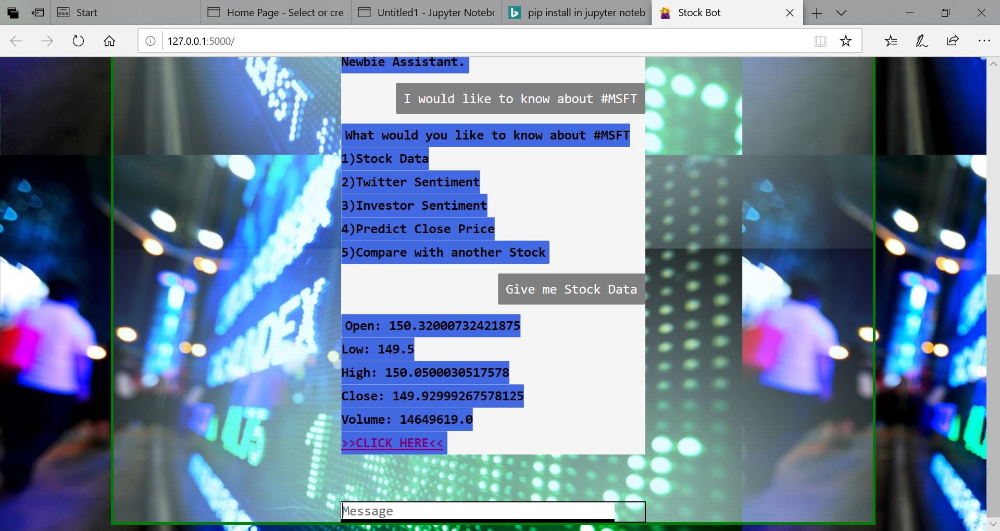 Start
Home Page - Select or cre
Untitled1 - Jupyter Notebo
pip install in jupyter noteb
Stock Bot
127.0.0.1:5000/
Newbie Assistant.
I would like to know about #MSFT
What would you like to know about #MSFT
1)Stock Data
2)Twitter Sentiment
3)Investor Sentiment
4)Predict Close Price
5)Compare with another Stock
Give me Stock Data
Open: 150.32000732421875
Low: 149.5
High: 150.0500030517578
Close: 149.92999267578125
Volume: 14649619.0
>>CLICK HERE<<
Message